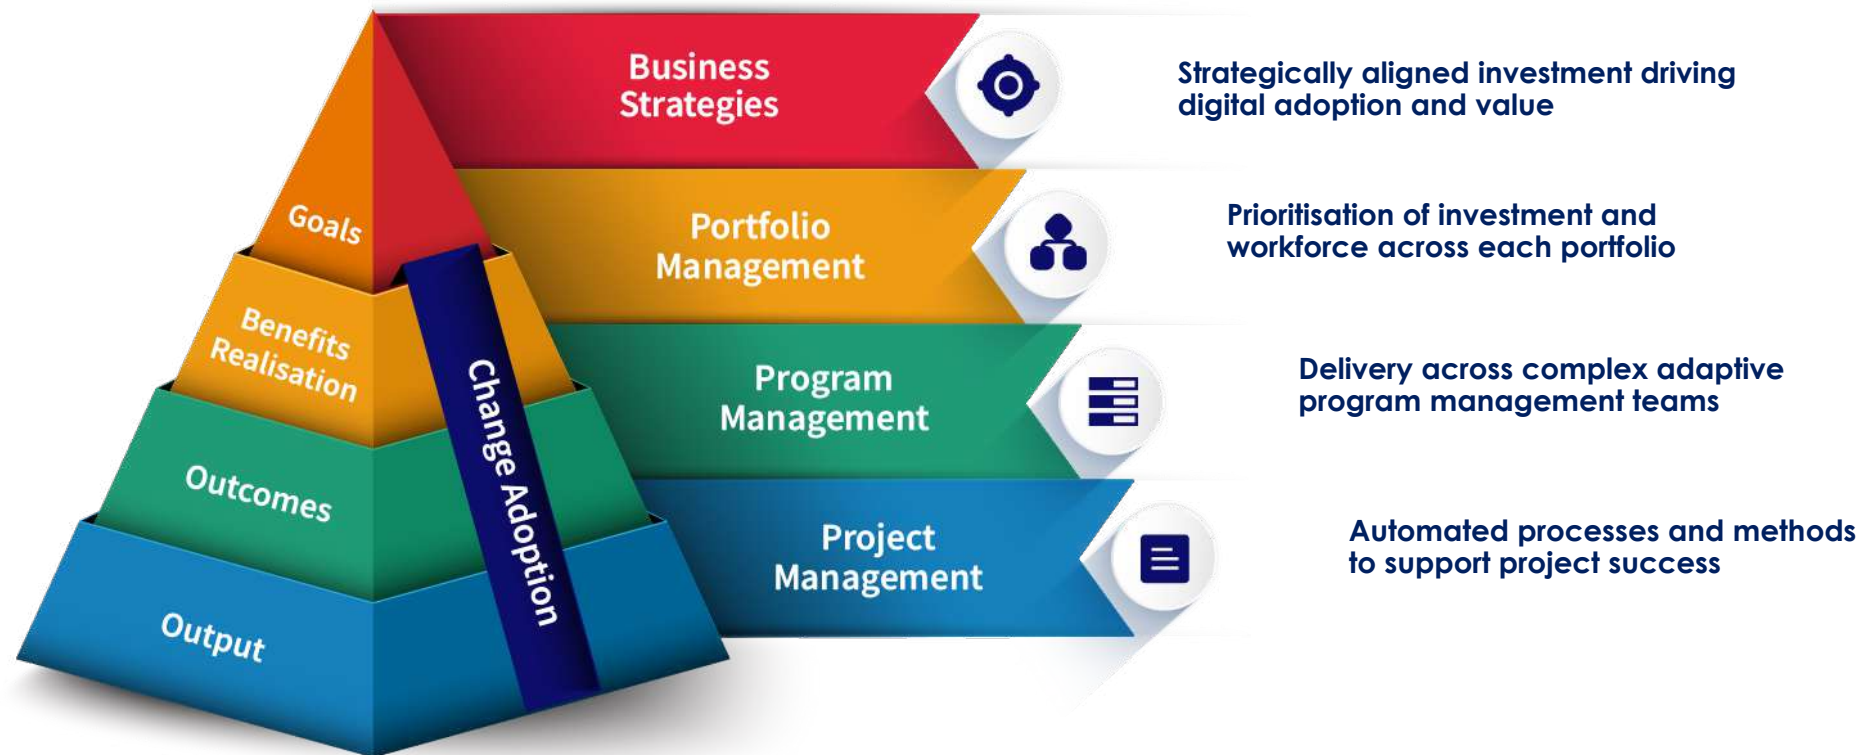 Business
Strategies
Strategically aligned investment driving
digital adoption and value
Goals
Portfolio
Management
Prioritisation of investment and
workforce across each portfolio
Benefits
Realisation
Program
Management
Delivery across complex adaptive
program management teams
Outcomes
Change Adoption
Project
Management
Automated processes and methods
to support project success
Output